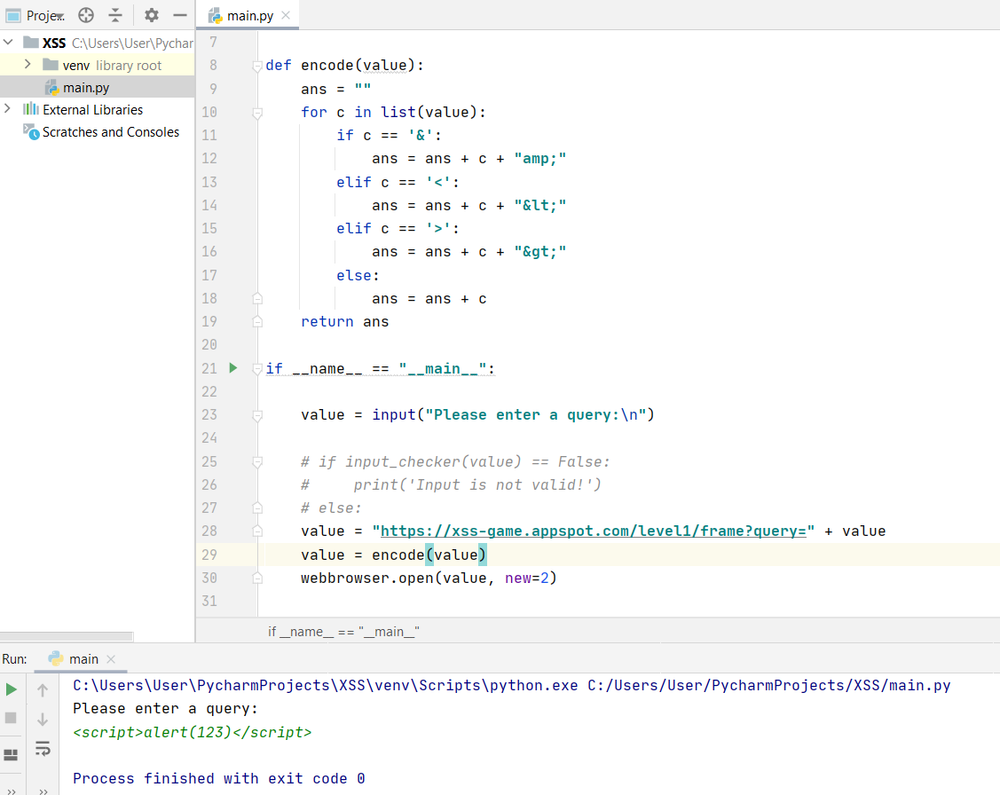 Proje
main.py
XSS C:\Users\User\Pychar
venv library root
main.py
External Libraries
Scratches and Consoles
7
8 def encode(value):
9     ans = ""
10     for c in list(value):
11         if c == '&':
12             ans = ans + c + "amp;"
13         elif c == '<':
14             ans = ans + c + "&lt;"
15         elif c == '>':
16             ans = ans + c + "&gt;"
17         else:
18             ans = ans + c
19     return ans
20
21 if __name__ == "__main__":
22
23     value = input("Please enter a query:\n")
24
25     # if input_checker(value) == False:
26     #     print('Input is not valid!')
27     # else:
28     value = "https://xss-game.appspot.com/level1/frame?query=" + value
29     value = encode(value)
30     webbrowser.open(value, new=2)
31
if __name__ == "__main__"
Run: main
C:\Users\User\PycharmProjects\XSS\venv\Scripts\python.exe C:/Users/User/PycharmProjects/XSS/main.py
Please enter a query:
<script>alert(123)</script>
Process finished with exit code 0